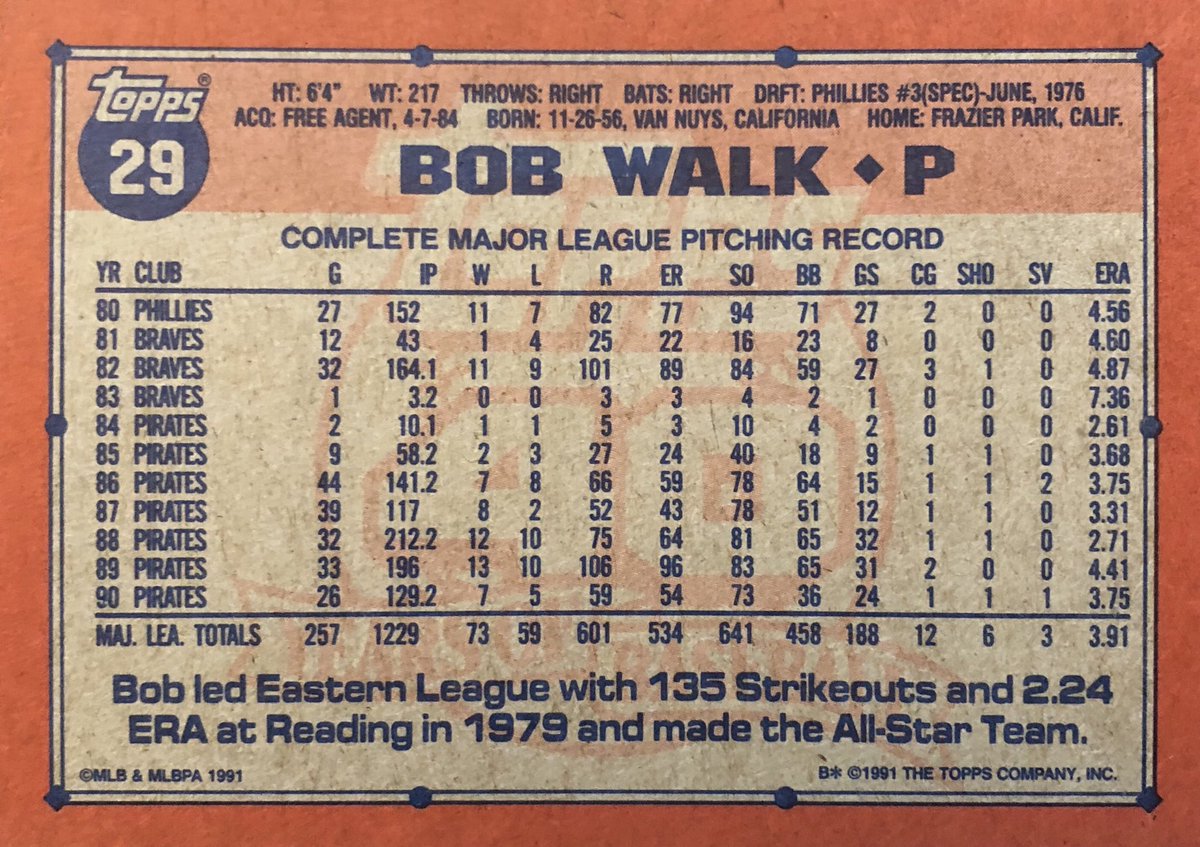 topps®
29
HT: 6'4" WT: 217 THROWS: RIGHT BATS: RIGHT DRFT: PHILLIES #3(SPEC)-JUNE, 1976
ACQ: FREE AGENT, 4-7-84 BORN: 11-26-56, VAN NUYS, CALIFORNIA HOME: FRAZIER PARK, CALIF.
BOB WALK ♦ P
COMPLETE MAJOR LEAGUE PITCHING RECORD
YR CLUB G IP W L R ER SO BB GS CG SHO SV ERA
80 PHILLIES 27 152 11 7 82 77 94 71 27 2 0 0 4.56
81 BRAVES 12 43 1 4 25 22 16 23 8 0 0 0 4.60
82 BRAVES 32 164.1 11 9 101 89 84 59 27 3 1 0 4.87
83 BRAVES 1 3.2 0 0 3 3 4 2 1 0 0 0 7.36
84 PIRATES 2 10.1 1 1 5 3 10 4 2 0 0 0 2.61
85 PIRATES 9 58.2 2 3 27 24 40 18 9 1 1 0 3.68
86 PIRATES 44 141.2 7 8 66 59 78 64 15 1 1 2 3.75
87 PIRATES 39 117 8 2 52 43 78 51 12 1 1 0 3.31
88 PIRATES 32 212.2 12 10 75 64 81 65 32 1 1 0 2.71
89 PIRATES 33 196 13 10 106 96 83 65 31 2 0 0 4.41
90 PIRATES 26 129.2 7 5 59 54 73 36 24 1 1 1 3.75
MAJ. LEA. TOTALS 257 1229 73 59 601 534 641 458 188 12 6 3 3.91
Bob led Eastern League with 135 Strikeouts and 2.24
ERA at Reading in 1979 and made the All-Star Team.
©MLB & MLBPA 1991 B* ©1991 THE TOPPS COMPANY, INC.